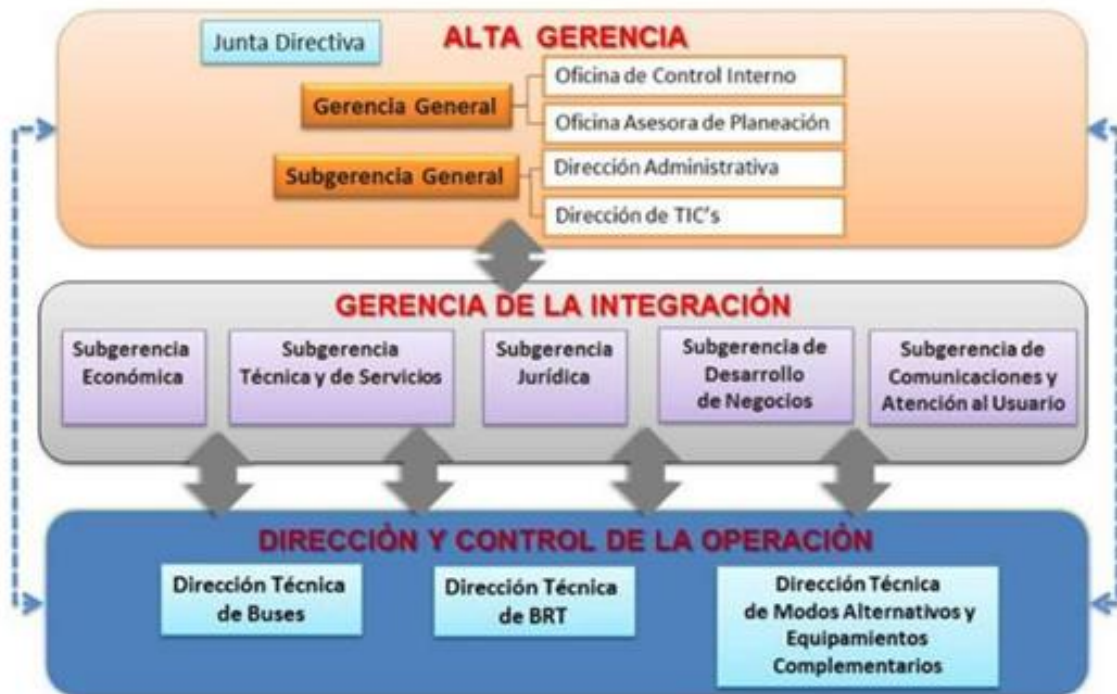 ALTA GERENCIA
Junta Directiva
Gerencia General
Oficina de Control Interno
Oficina Asesora de Planeación
Subgerencia General
Dirección Administrativa
Dirección de TIC's
GERENCIA DE LA INTEGRACIÓN
Subgerencia
Económica
Subgerencia
Técnica y de Servicios
Subgerencia
Jurídica
Subgerencia de
Desarrollo
de Negocios
Subgerencia de
Comunicaciones y
Atención al Usuario
DIRECCIÓN Y CONTROL DE LA OPERACIÓN
Dirección Técnica
de Buses
Dirección Técnica
de BRT
Dirección Técnica
de Modos Alternativos y
Equipamientos
Complementarios